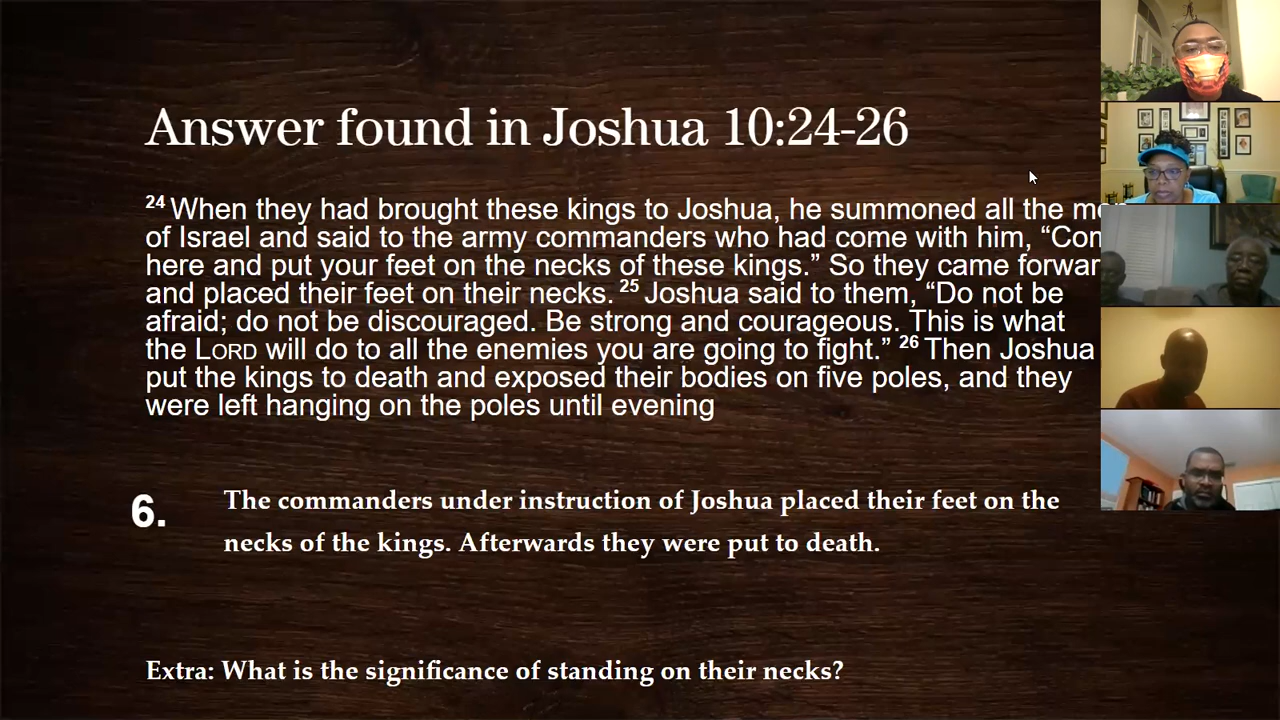 Answer found in Joshua 10:24-26
24 When they had brought these kings to Joshua, he summoned all the
of Israel and said to the army commanders who had come with him, “Com
here and put your feet on the necks of these kings.” So they came forwar
and placed their feet on their necks. 25 Joshua said to them, “Do not be
afraid; do not be discouraged. Be strong and courageous. This is what
the LORD will do to all the enemies you are going to fight.” 26 Then Joshua
put the kings to death and exposed their bodies on five poles, and they
were left hanging on the poles until evening
6. The commanders under instruction of Joshua placed their feet on the
necks of the kings. Afterwards they were put to death.
Extra: What is the significance of standing on their necks?